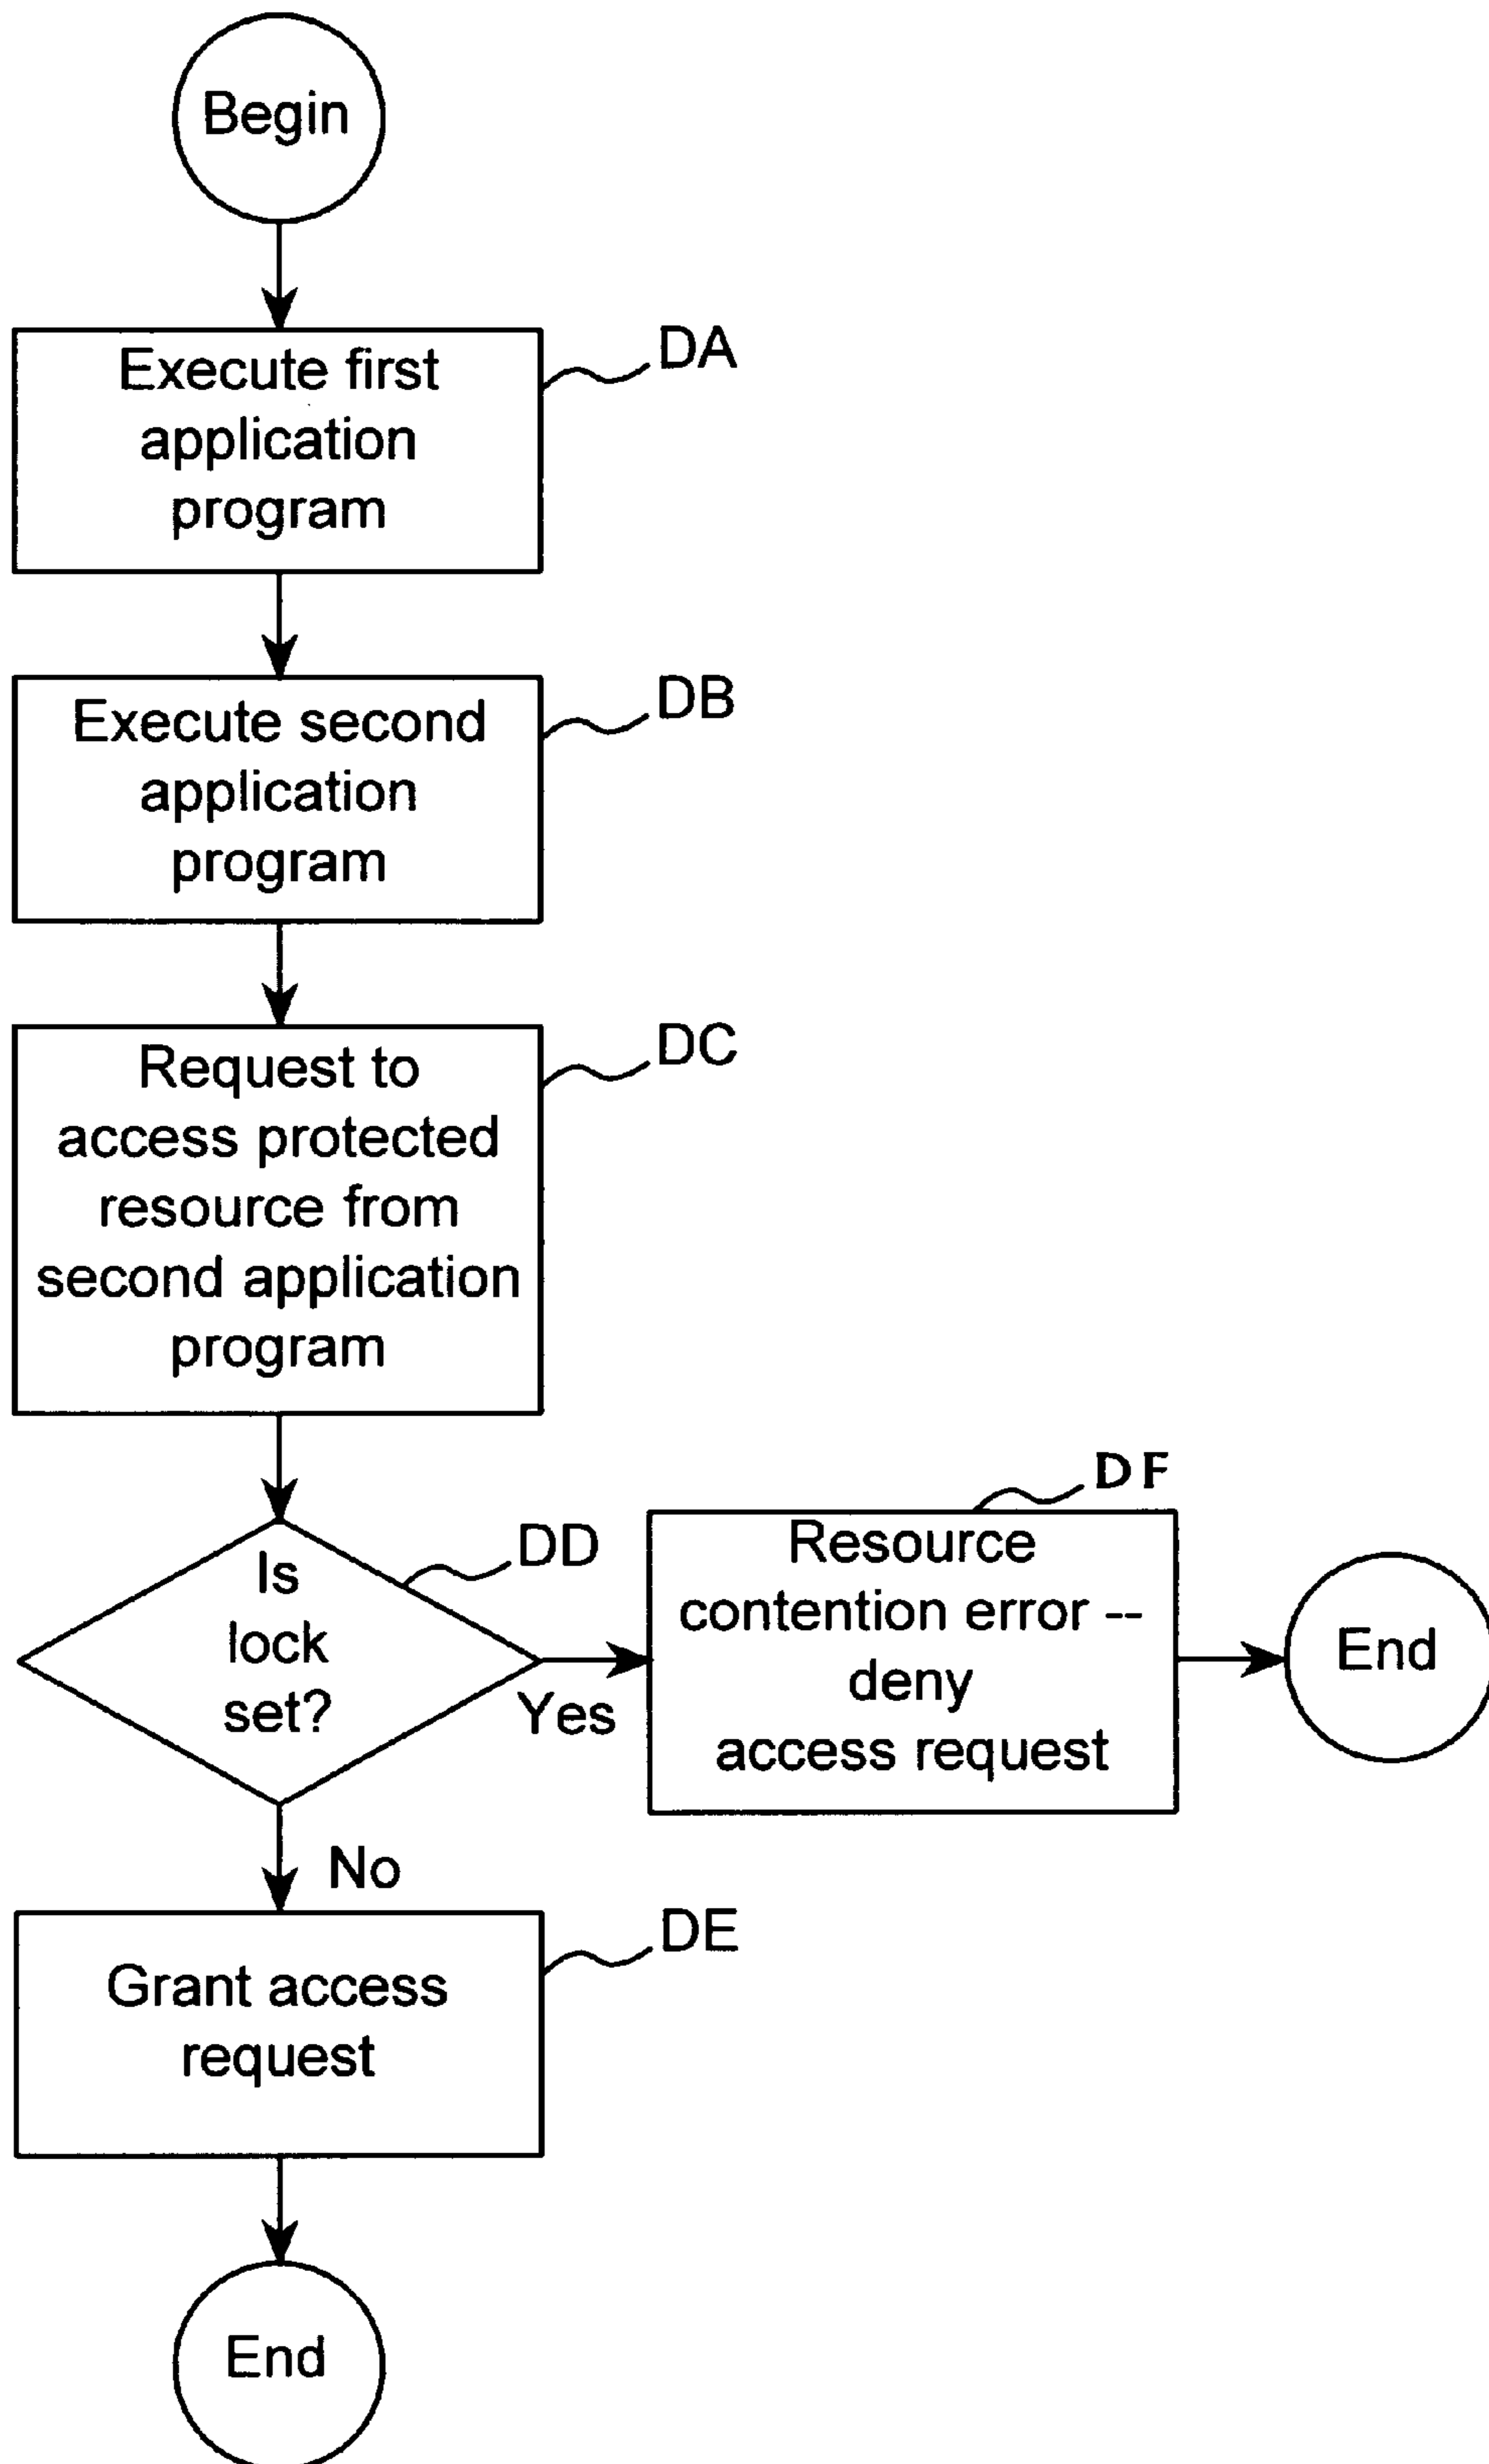 Begin
Execute first
application
program
DA
Execute second
application
program
DB
Request to
access protected
resource from
second application
program
DC
Is
lock
set?
DD
Yes
Resource
contention error --
deny
access request
DF
End
No
Grant access
request
DE
End